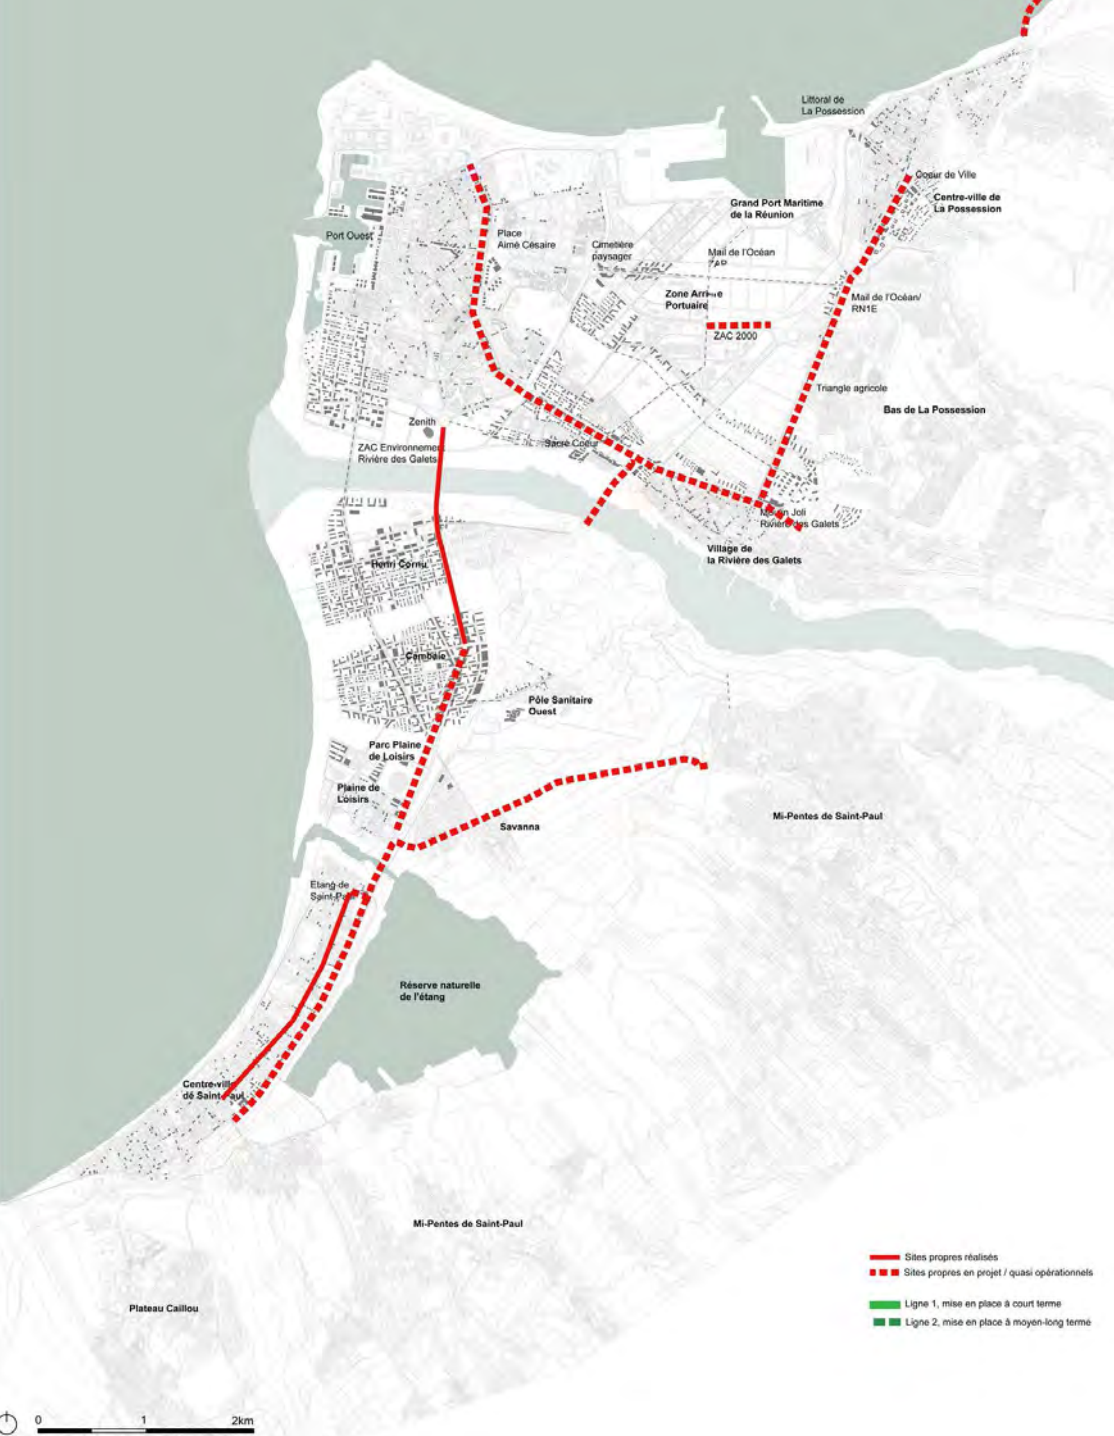 Littoral de
La Possession
Coeur de Ville
Centre-ville de
La Possession
Grand Port Maritime
de la Réunion
Port Ouest
Place
Aimé Césaire
Cimetière
paysager
Mail de l'Océan
Zone Arrière
Portuaire
Mail de l'Océan/
RN1E
ZAC 2000
Triangle agricole
Bas de La Possession
Zenith
ZAC Environnement
Rivière des Galets
Sacré Coeur
Moulin Joli
Rivière des Galets
Village de
la Rivière des Galets
Henri Cornu
Cambaie
Pôle Sanitaire
Ouest
Parc Plaine
de Loisirs
Plaine de
Loisirs
Savanna
Mi-Pentes de Saint-Paul
Etang de
Saint-Paul
Réserve naturelle
de l'étang
Centre-ville
de Saint-Paul
Mi-Pentes de Saint-Paul
Plateau Caillou
Sites propres réalisés
Sites propres en projet / quasi opérationnels
Ligne 1, mise en place à court terme
Ligne 2, mise en place à moyen-long terme
0 1 2km